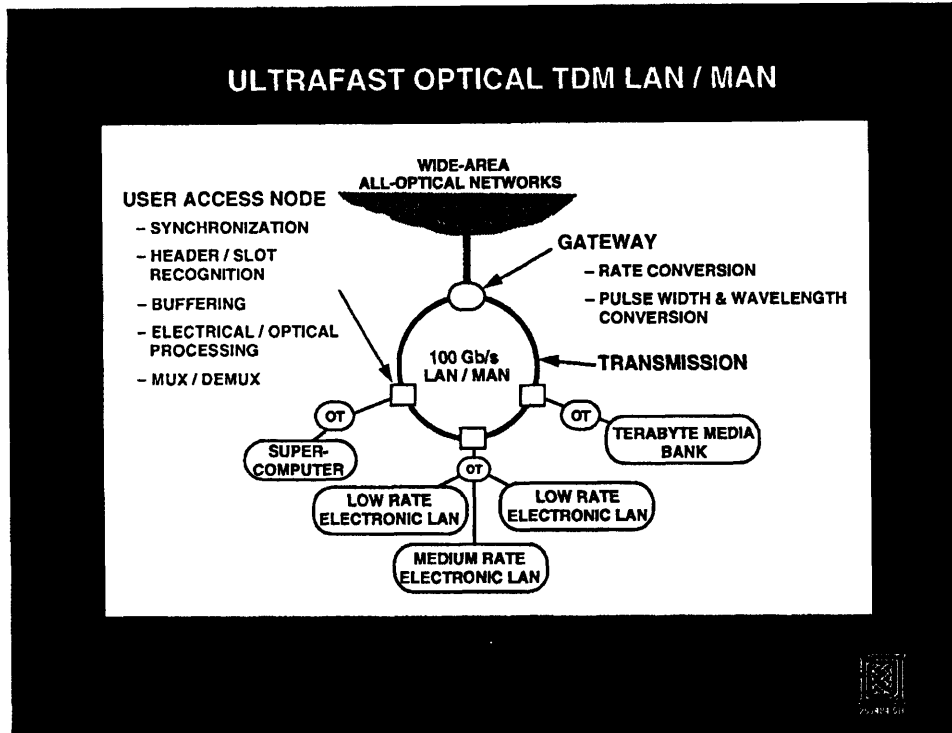 ULTRAFAST OPTICAL TDM LAN / MAN
WIDE-AREA
ALL-OPTICAL NETWORKS
USER ACCESS NODE
– SYNCHRONIZATION
– HEADER / SLOT
RECOGNITION
– BUFFERING
– ELECTRICAL / OPTICAL
PROCESSING
– MUX / DEMUX
GATEWAY
– RATE CONVERSION
– PULSE WIDTH & WAVELENGTH
CONVERSION
100 Gb/s
LAN / MAN
TRANSMISSION
OT
SUPER-
COMPUTER
OT
LOW RATE
ELECTRONIC LAN
LOW RATE
ELECTRONIC LAN
MEDIUM RATE
ELECTRONIC LAN
OT
TERABYTE MEDIA
BANK